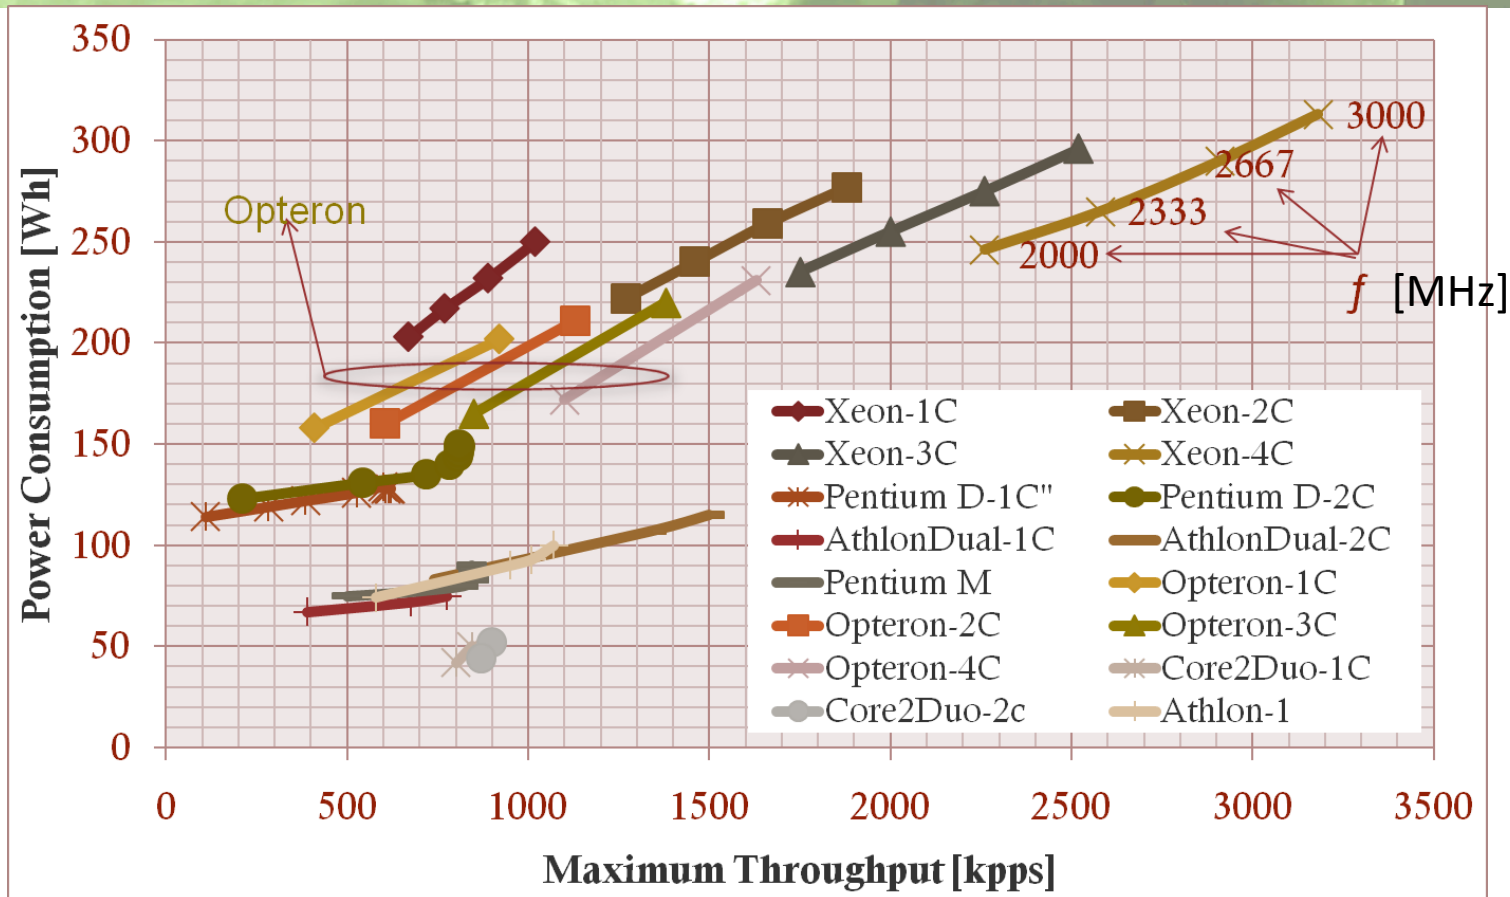 350
300
250
200
150
100
50
0
Power Consumption [Wh]
Opteron
3000
2667
2333
2000
f [MHz]
Xeon-1C
Xeon-2C
Xeon-3C
Xeon-4C
Pentium D-1C"
Pentium D-2C
AthlonDual-1C
AthlonDual-2C
Pentium M
Opteron-1C
Opteron-2C
Opteron-3C
Opteron-4C
Core2Duo-1C
Core2Duo-2c
Athlon-1
0 500 1000 1500 2000 2500 3000 3500
Maximum Throughput [kpps]